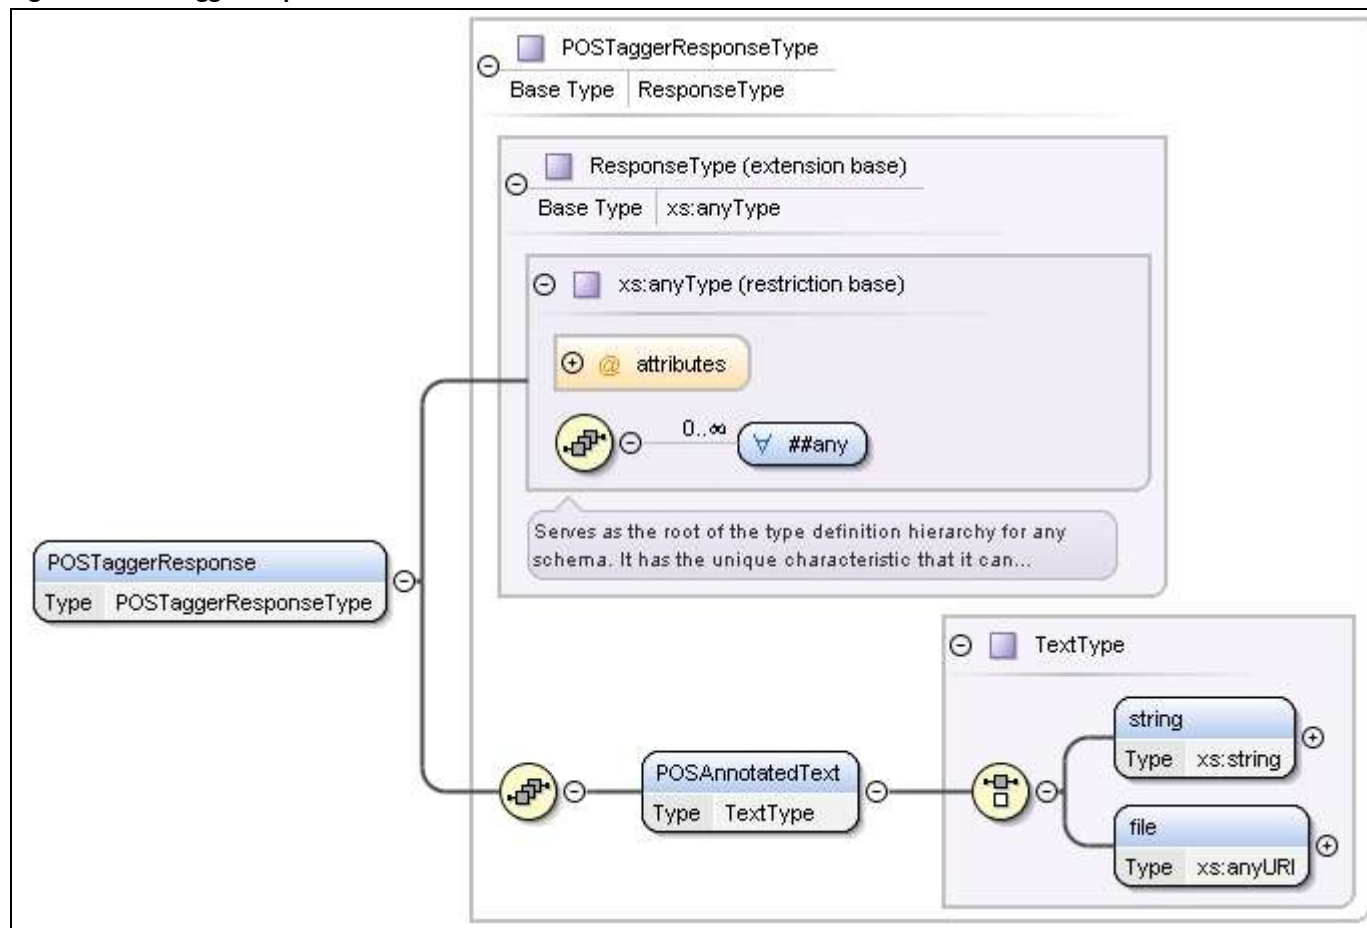 POSTaggerResponseType
Base Type ResponseType
ResponseType (extension base)
Base Type xs:anyType
xs:anyType (restriction base)
@ attributes
0..∞
∀ ##any
Serves as the root of the type definition hierarchy for any
schema. It has the unique characteristic that it can...
POSTaggerResponse
Type POSTaggerResponseType
TextType
string
Type xs:string
POSAnnotatedText
Type TextType
file
Type xs:anyURI